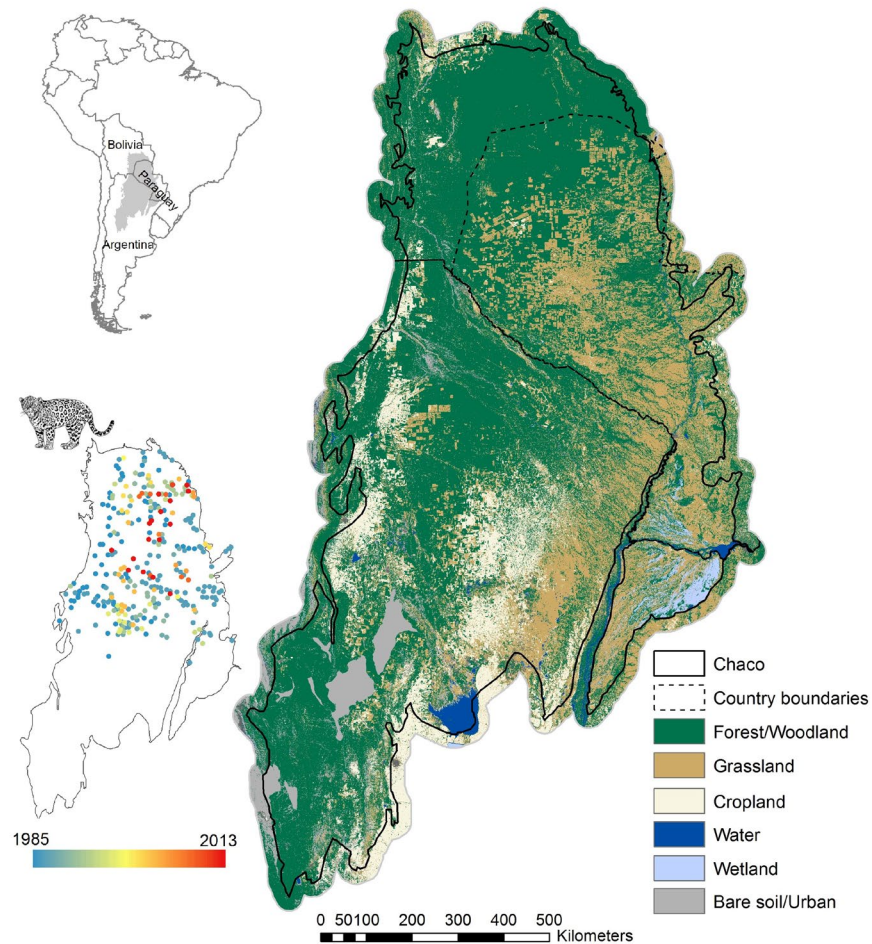 Bolivia
Paraguay
Argentina
1985
2013
Chaco
Country boundaries
Forest/Woodland
Grassland
Cropland
Water
Wetland
Bare soil/Urban
0 50100 200 300 400 500
Kilometers